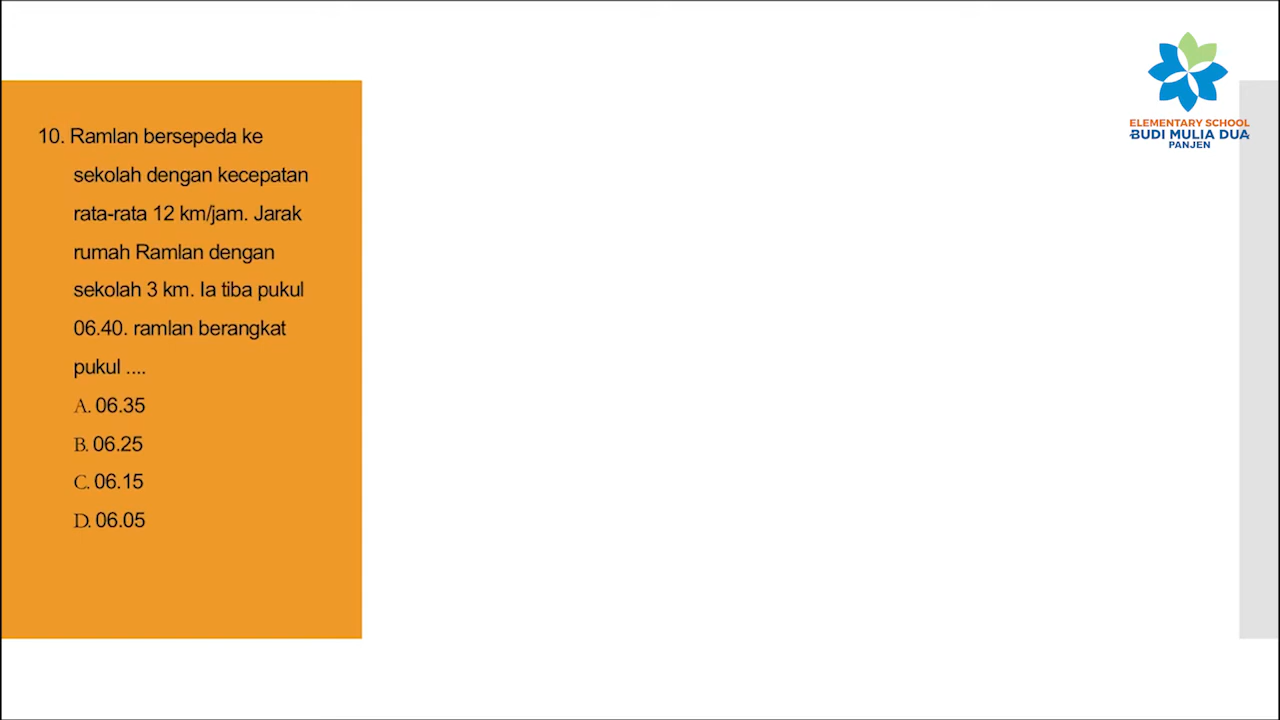 ELEMENTARY SCHOOL
BUDI MULIA DUA
PANJEN
10. Ramlan bersepeda ke
sekolah dengan kecepatan
rata-rata 12 km/jam. Jarak
rumah Ramlan dengan
sekolah 3 km. Ia tiba pukul
06.40. ramlan berangkat
pukul ....
A. 06.35
B. 06.25
C. 06.15
D. 06.05